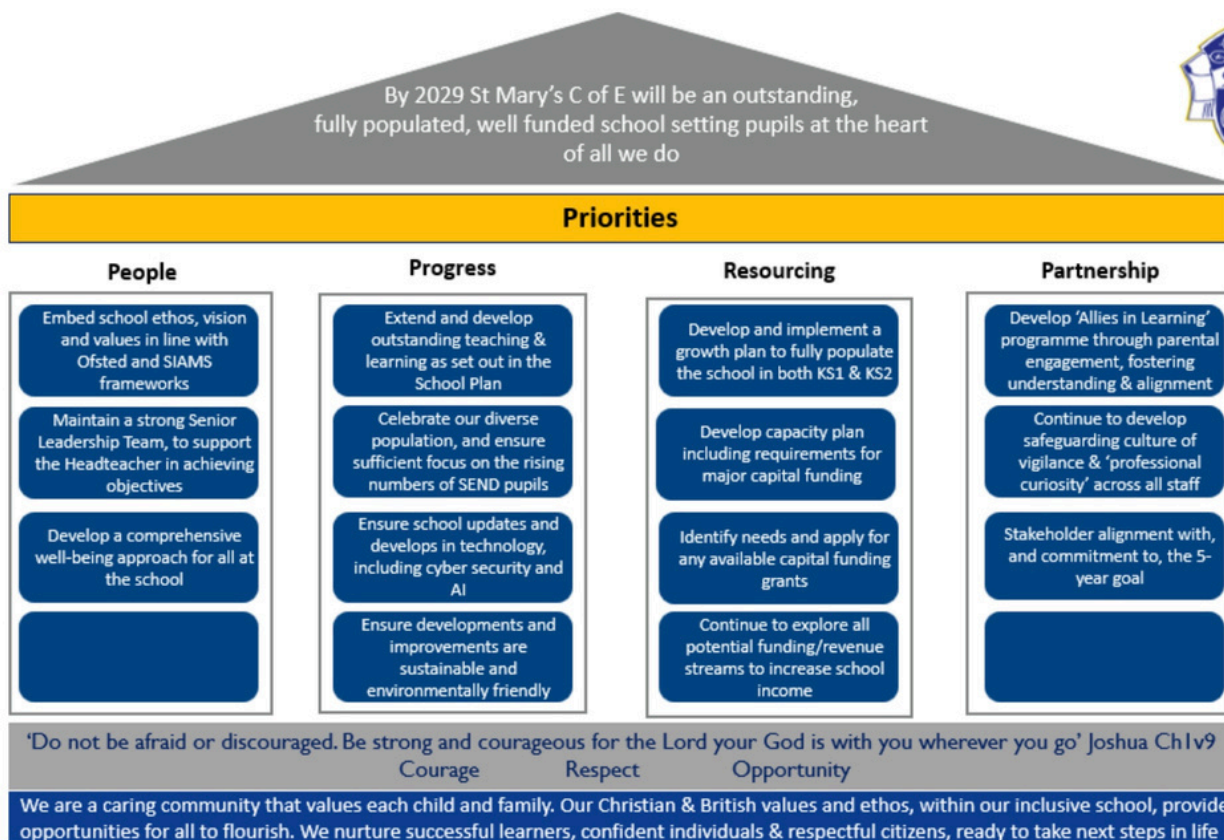 By 2029 St Mary's C of E will be an outstanding,
fully populated, well funded school setting pupils at the heart
of all we do
Priorities
People
Embed school ethos, vision
and values in line with
Ofsted and SIAMS
frameworks
Maintain a strong Senior
Leadership Team, to support
the Headteacher in achieving
objectives
Develop a comprehensive
well-being approach for all at
the school
Progress
Extend and develop
outstanding teaching &
learning as set out in the
School Plan
Celebrate our diverse
population, and ensure
sufficient focus on the rising
numbers of SEND pupils
Ensure school updates and
develops in technology,
including cyber security and
AI
Ensure developments and
improvements are
sustainable and
environmentally friendly
Resourcing
Develop and implement a
growth plan to fully populate
the school in both KS1 & KS2
Develop capacity plan
including requirements for
major capital funding
Identify needs and apply for
any available capital funding
grants
Continue to explore all
potential funding/revenue
streams to increase school
income
Partnership
Develop 'Allies in Learning'
programme through parental
engagement, fostering
understanding & alignment
Continue to develop
safeguarding culture of
vigilance & 'professional
curiosity' across all staff
Stakeholder alignment with,
and commitment to, the 5-
year goal
'Do not be afraid or discouraged. Be strong and courageous for the Lord your God is with you wherever you go' Joshua Ch1v9
Courage Respect Opportunity
We are a caring community that values each child and family. Our Christian & British values and ethos, within our inclusive school, provide
opportunities for all to flourish. We nurture successful learners, confident individuals & respectful citizens, ready to take next steps in life